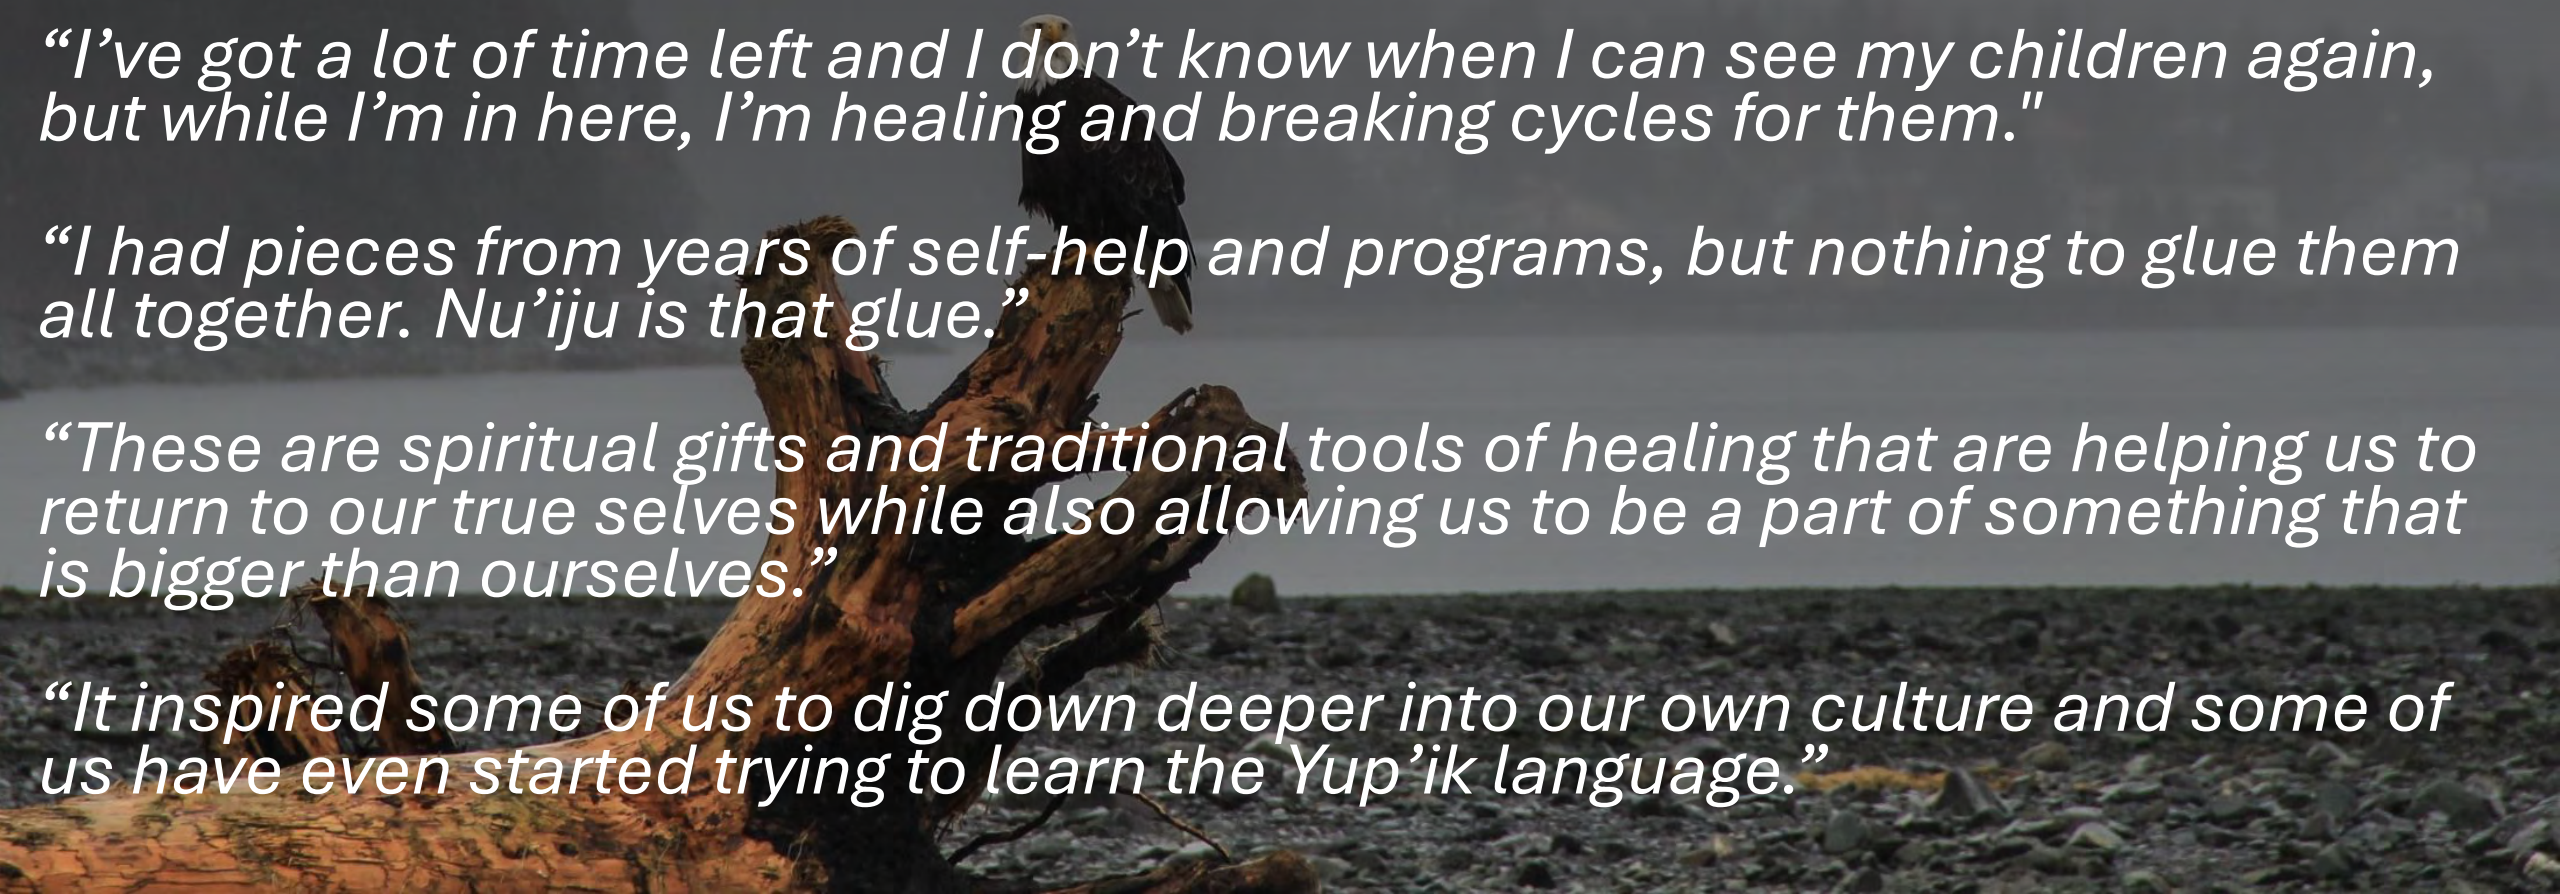 “I’ve got a lot of time left and I don’t know when I can see my children again,
but while I’m in here, I’m healing and breaking cycles for them."
“I had pieces from years of self-help and programs, but nothing to glue them
all together. Nu’iju is that glue.”
“These are spiritual gifts and traditional tools of healing that are helping us to
return to our true selves while also allowing us to be a part of something that
is bigger than ourselves.”
“It inspired some of us to dig down deeper into our own culture and some of
us have even started trying to learn the Yup’ik language.”